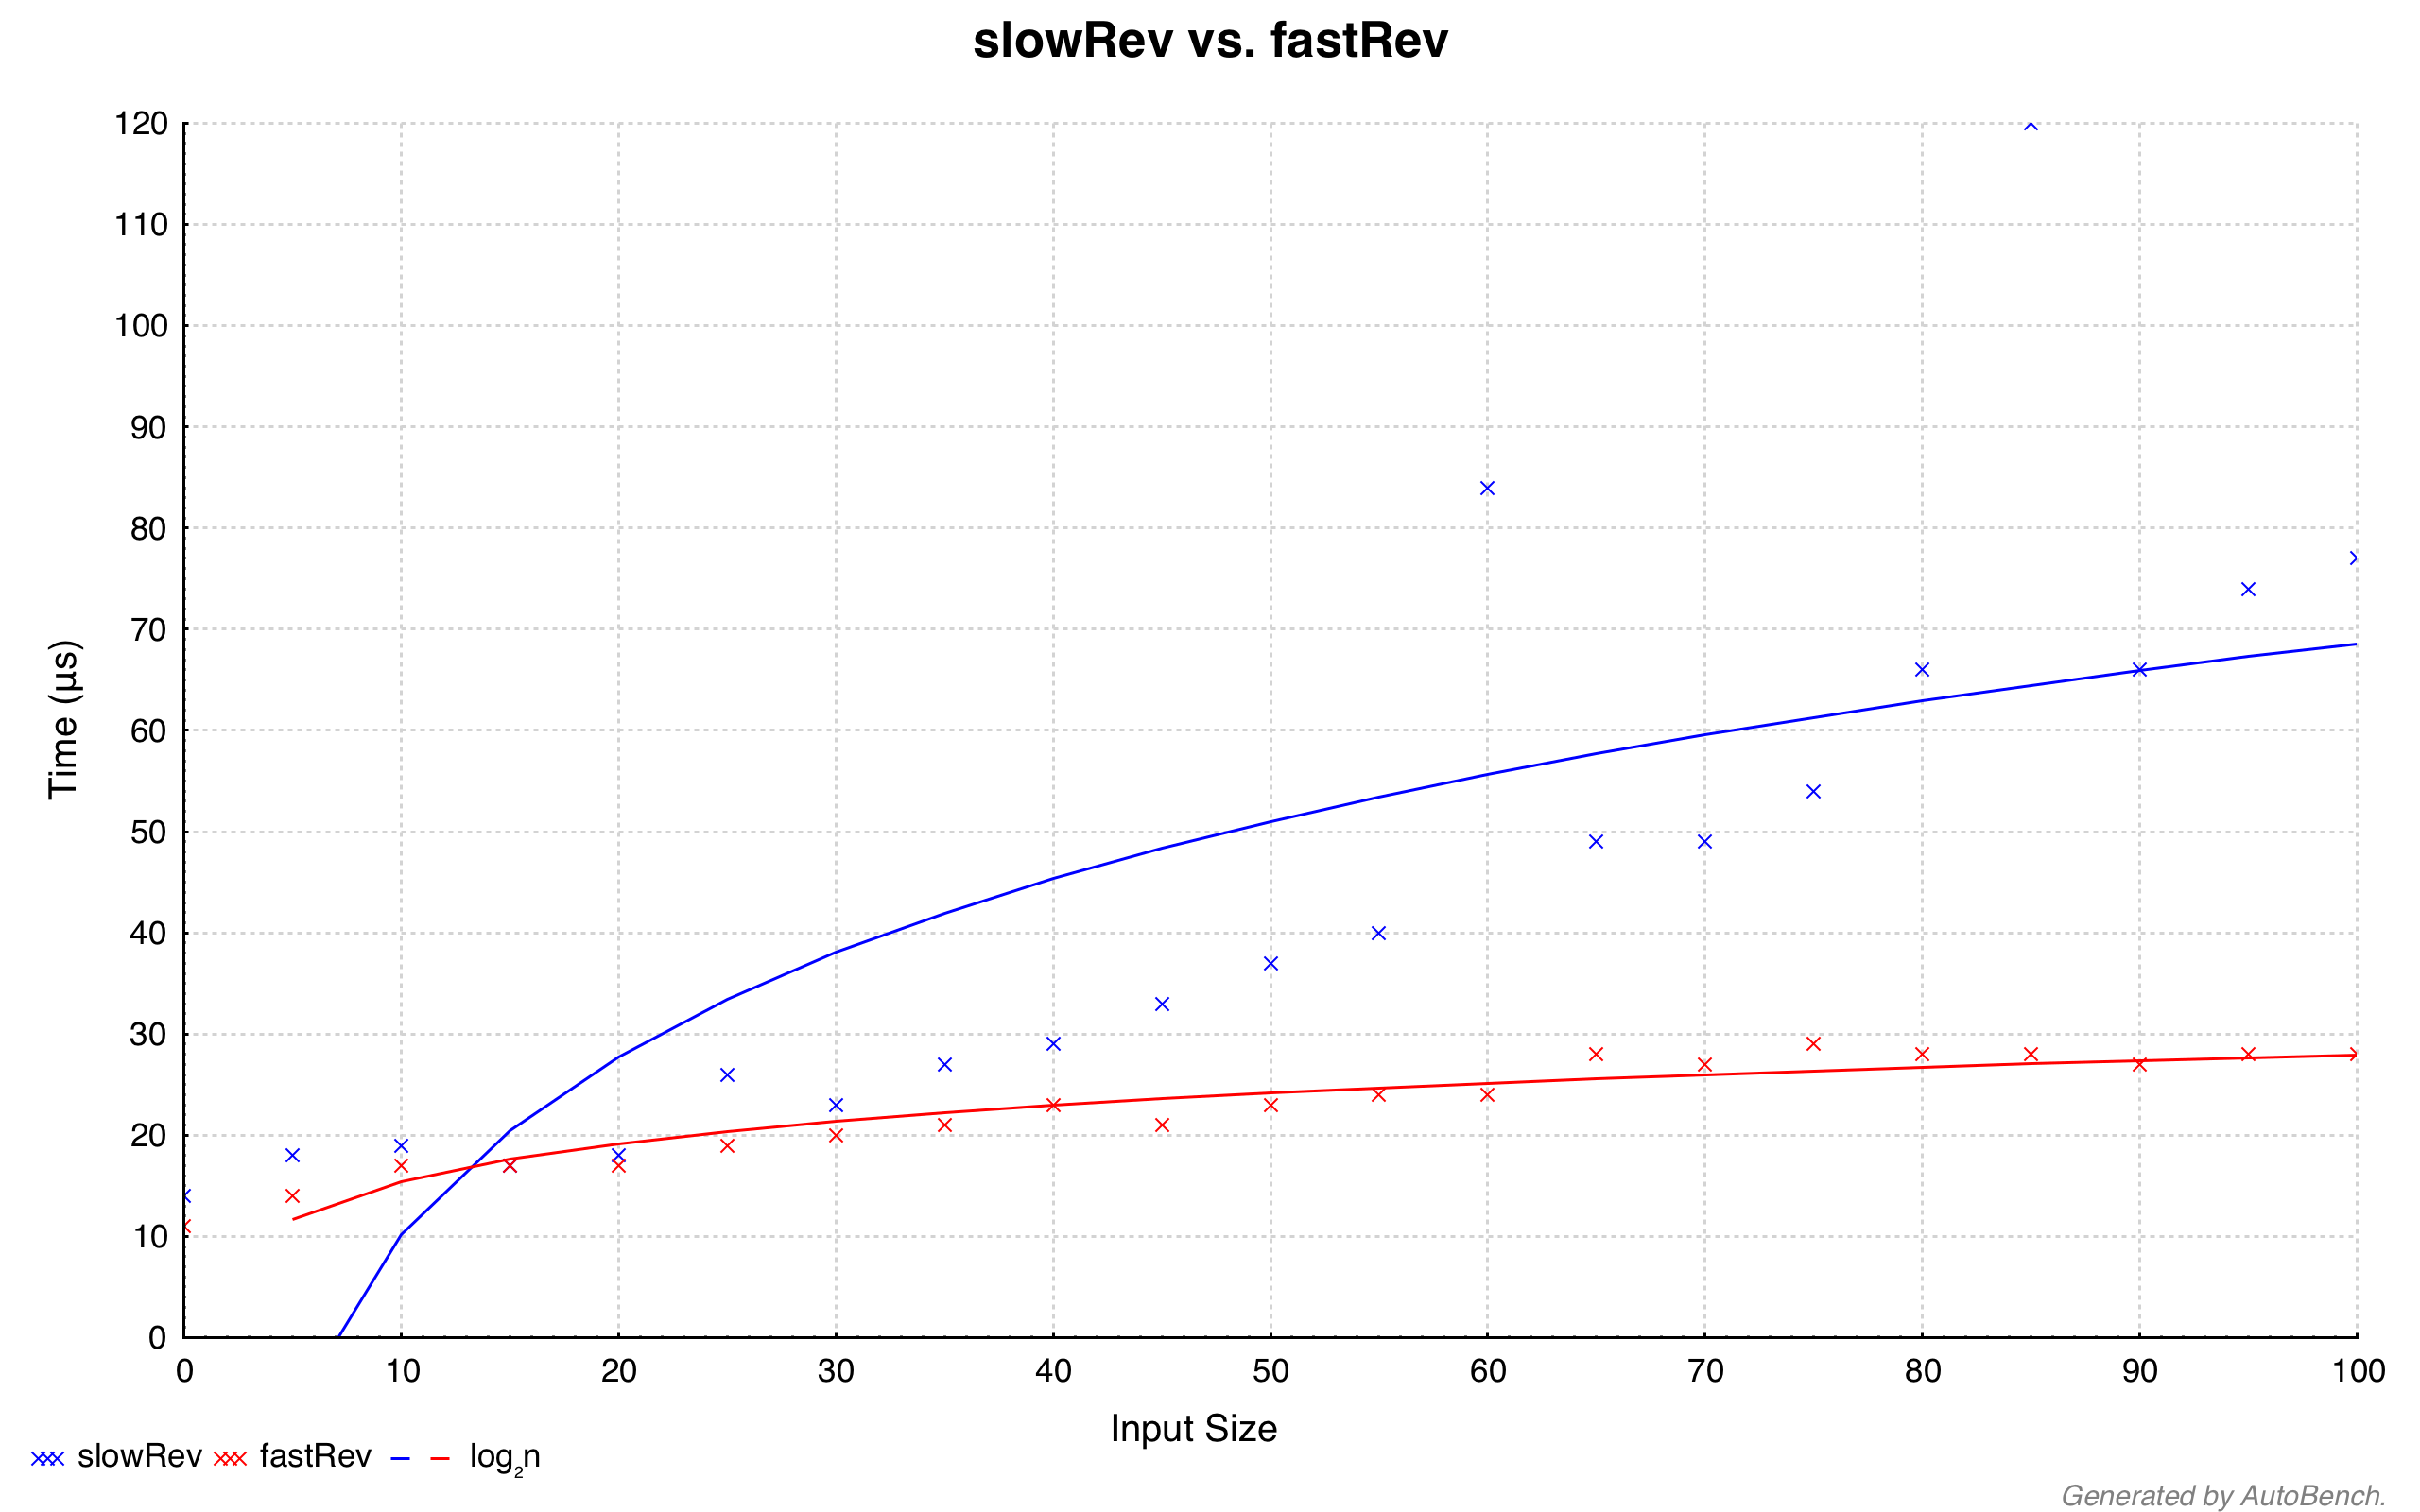 slowRev vs. fastRev
120
110
100
90
80
70
60
50
40
30
20
10
0
Time (µs)
0 10 20 30 40 50 60 70 80 90 100
Input Size
slowRev fastRev log₂n
Generated by AutoBench.